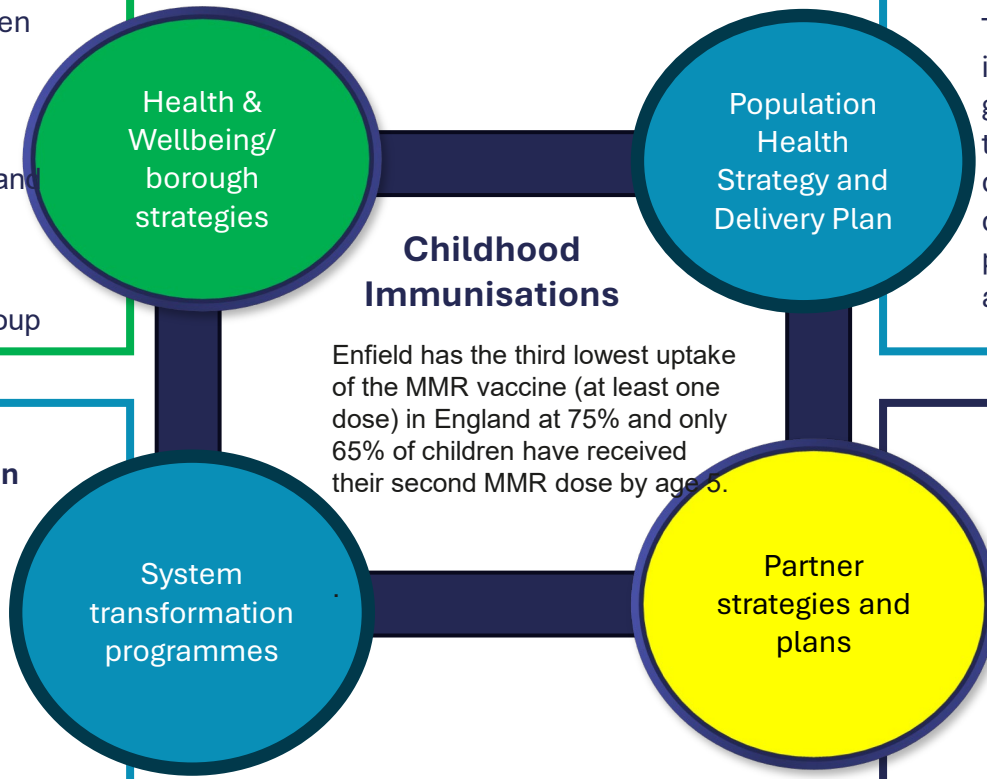 Health &
Wellbeing/
borough
strategies
Population
Health
Strategy and
Delivery Plan
and
Childhood
Immunisations
Enfield has the third lowest uptake
of the MMR vaccine (at least one
dose) in England at 75% and only
65% of children have received
their second MMR dose by age 5.
System
transformation
programmes
.
Partner
strategies and
plans